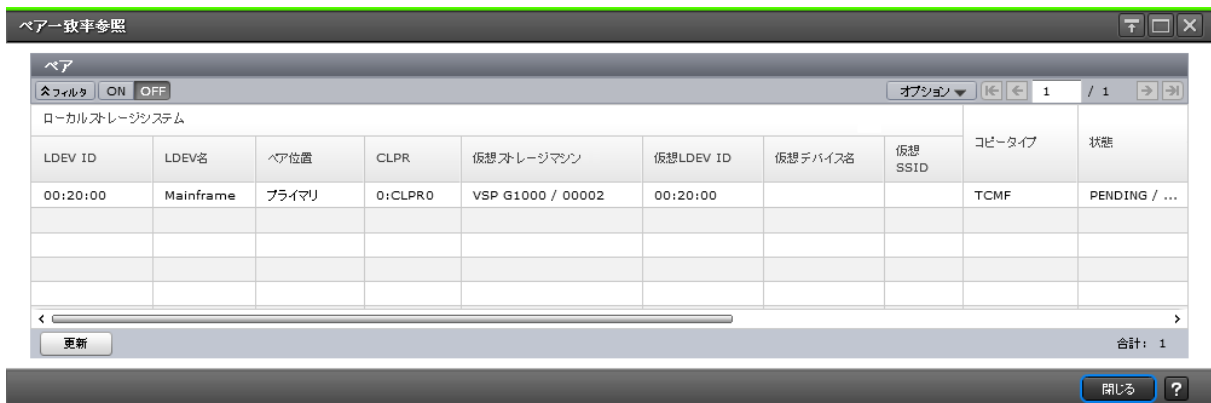 ペア一致率参照
ペア
フィルタ ON OFF オプション 1 / 1
ローカルストレージシステム コピータイプ 状態
LDEV ID LDEV名 ペア位置 CLPR 仮想ストレージマシン 仮想LDEV ID 仮想デバイス名 仮想 SSID
00:20:00 Mainframe プライマリ 0:CLPR0 VSP G1000 / 00002 00:20:00 TCMF PENDING / ...
更新 合計: 1
閉じる ?